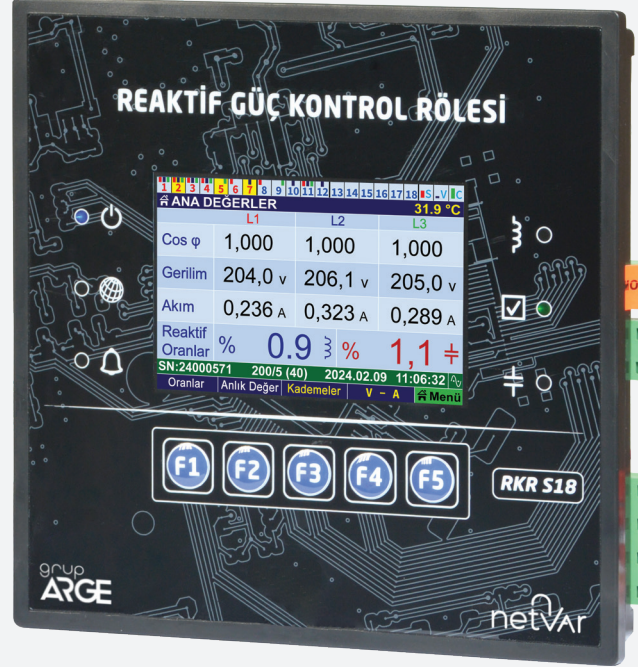 REAKTİF GÜÇ KONTROL RÖLESİ
1 2 3 4 5 6 7 8 9 10 11 12 13 14 15 16 17 18 S V C
ANA DEĞERLER 31.9 °C
L1 L2 L3
Cos φ 1,000 1,000 1,000
Gerilim 204,0 v 206,1 v 205,0 v
Akım 0,236 A 0,323 A 0,289 A
Reaktif
Oranlar % 0.9 % 1,1
SN:24000571 200/5 (40) 2024.02.09 11:06:32
Oranlar Anlık Değer Kademeler V - A Menü
F1 F2 F3 F4 F5
RKR S18
grup
ARGE
netVAr